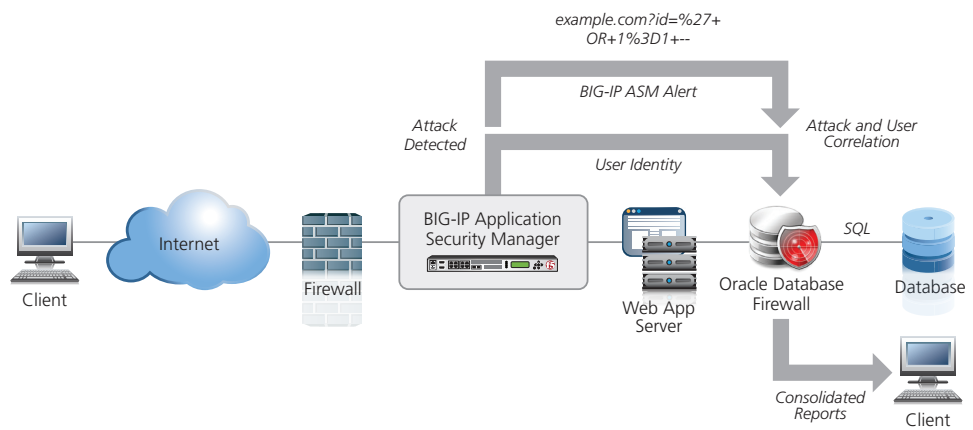 example.com?id=%27+
OR+1%3D1+--
BIG-IP ASM Alert
Attack
Detected
Attack and User
Correlation
User Identity
BIG-IP Application
Security Manager
Internet
Client
Firewall
Web App
Server
Oracle Database
Firewall
SQL
Database
Consolidated
Reports
Client